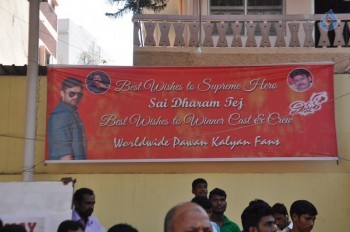 Best Wishes to Supreme Hero
Sai Dharam Tej
Best Wishes to Winner Cast & Crew
Worldwide Pawan Kalyan Fans